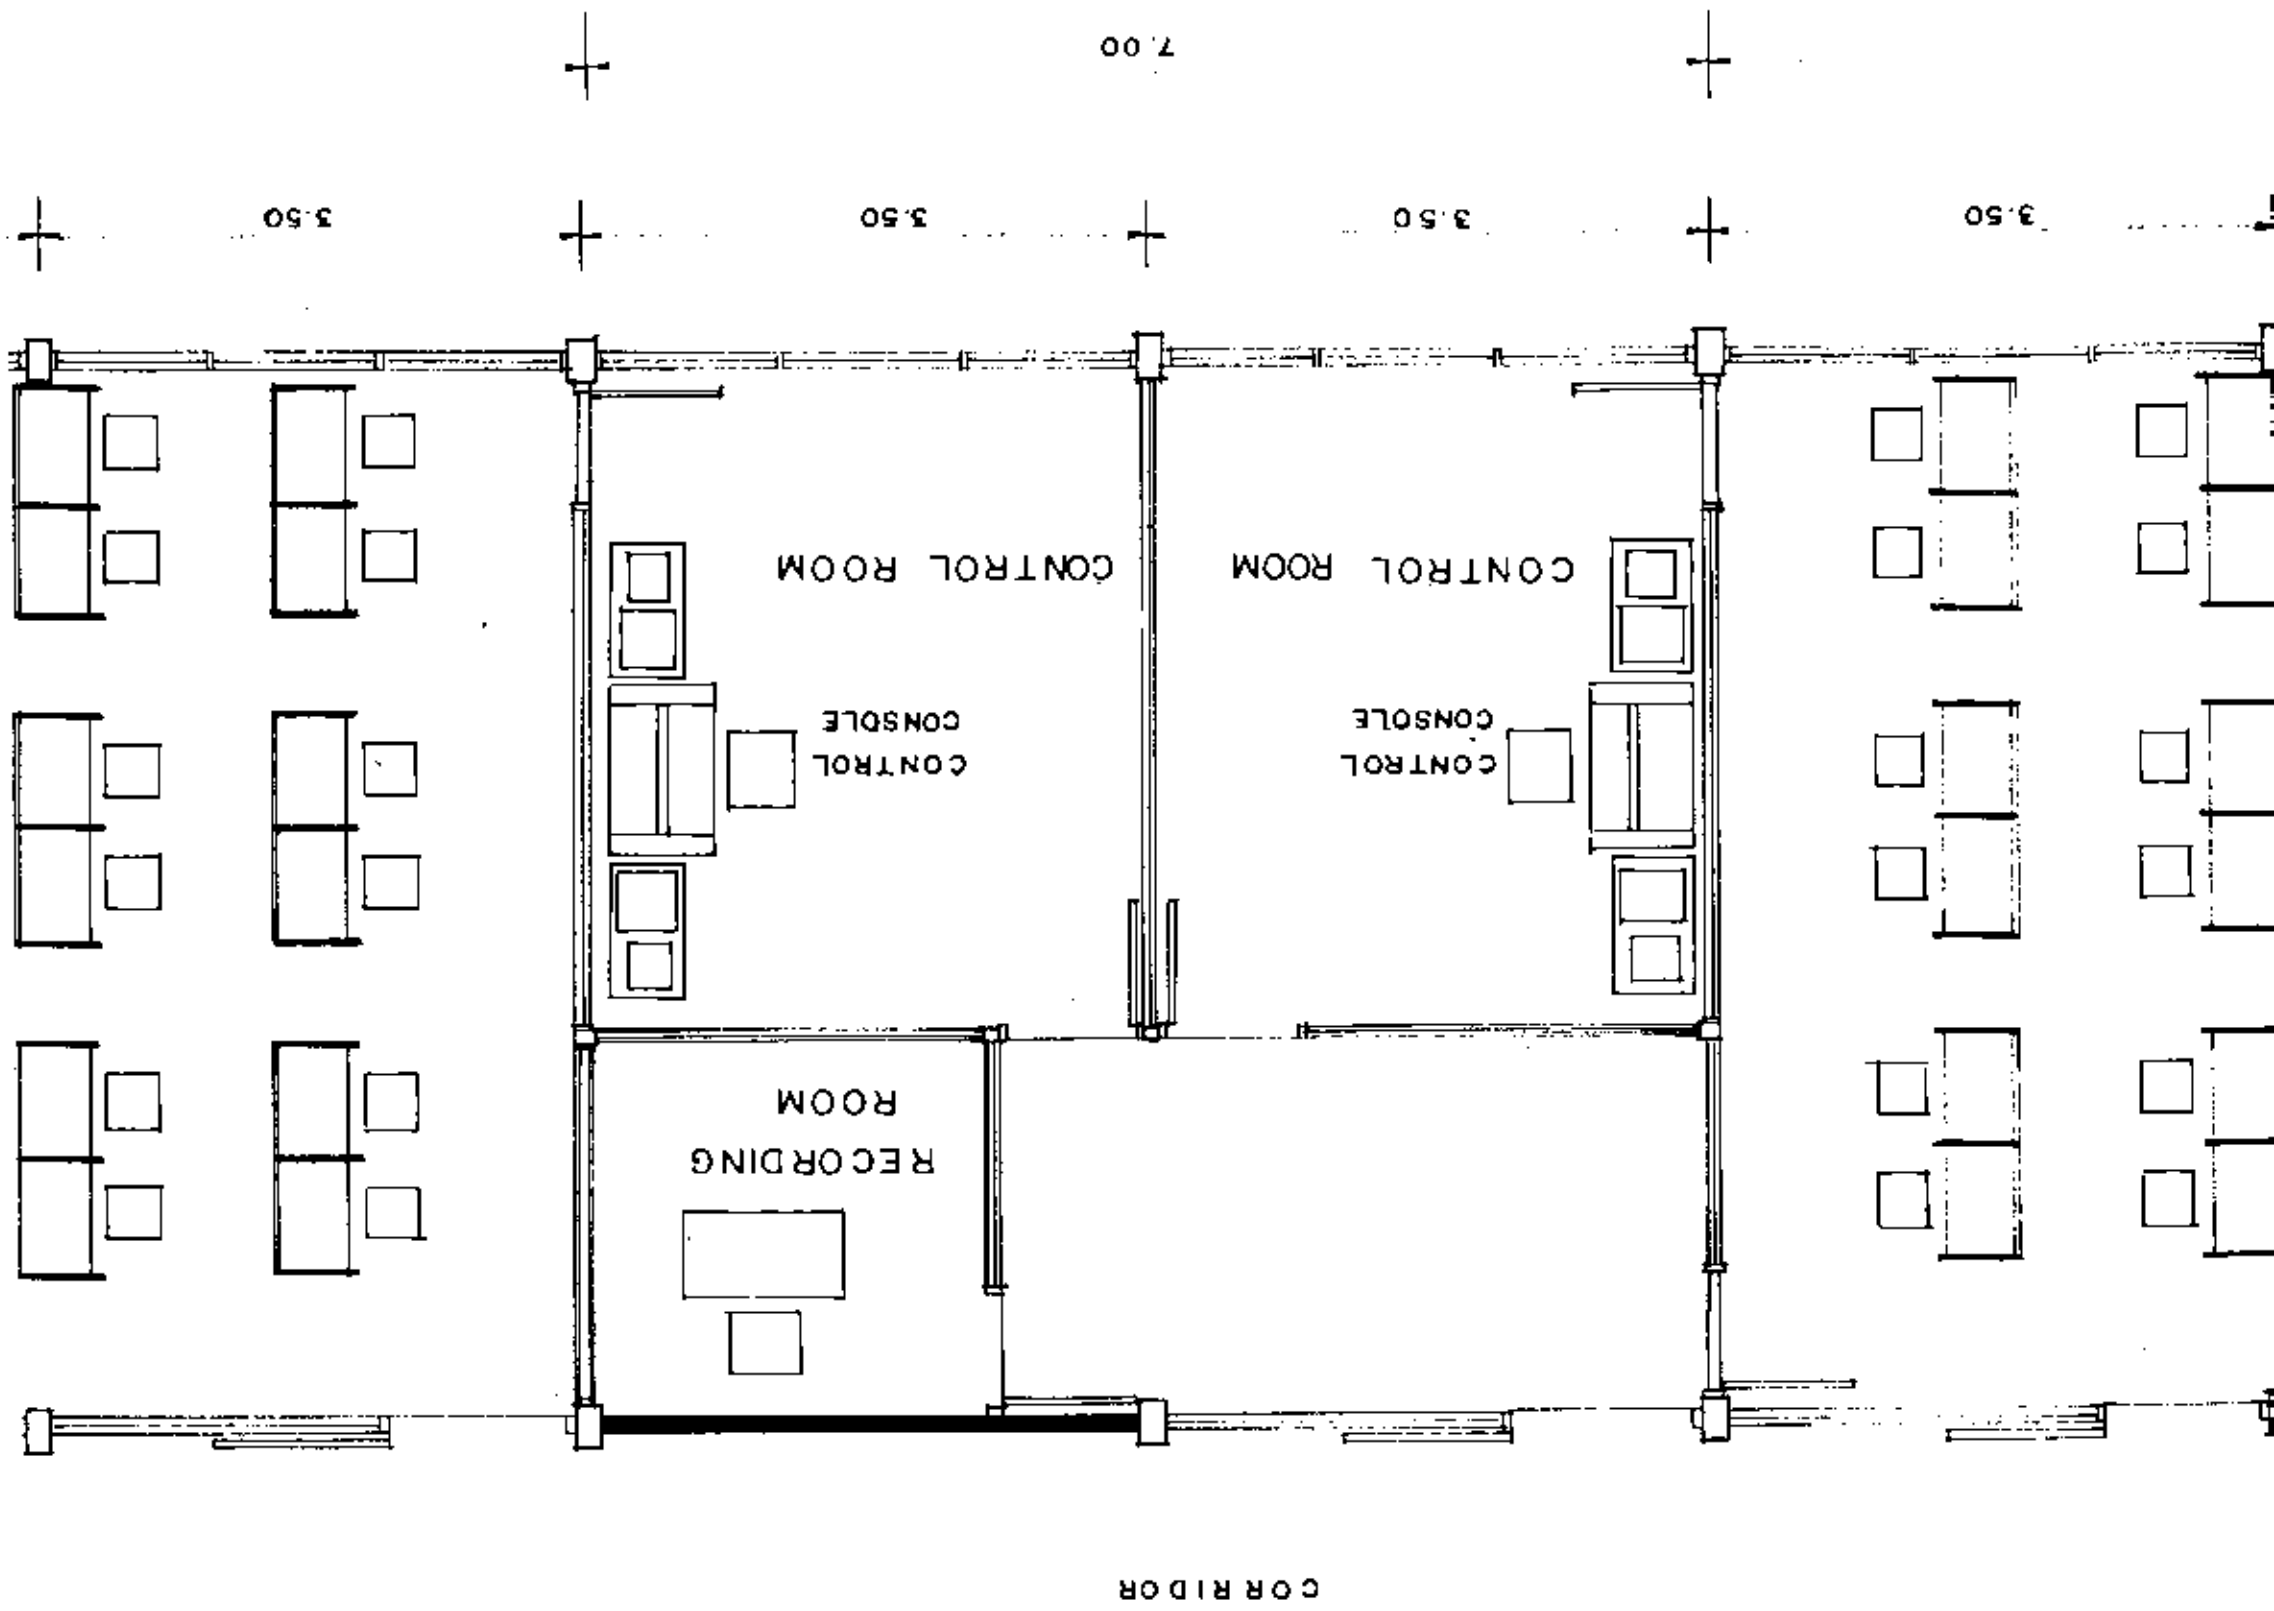 CORRIDOR
RECORDING
ROOM
CONTROL
CONSOLE
CONTROL
CONSOLE
CONTROL ROOM
CONTROL ROOM
3.50
3.50
3.50
3.50
7.00